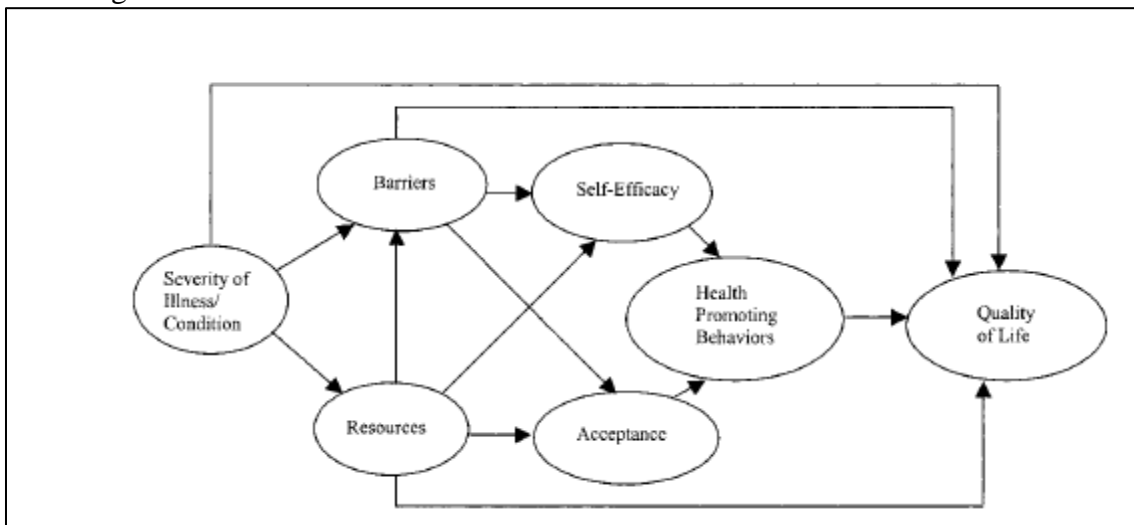 Barriers
Self-Efficacy
Severity of
Illness/
Condition
Health
Promoting
Behaviors
Quality
of Life
Resources
Acceptance